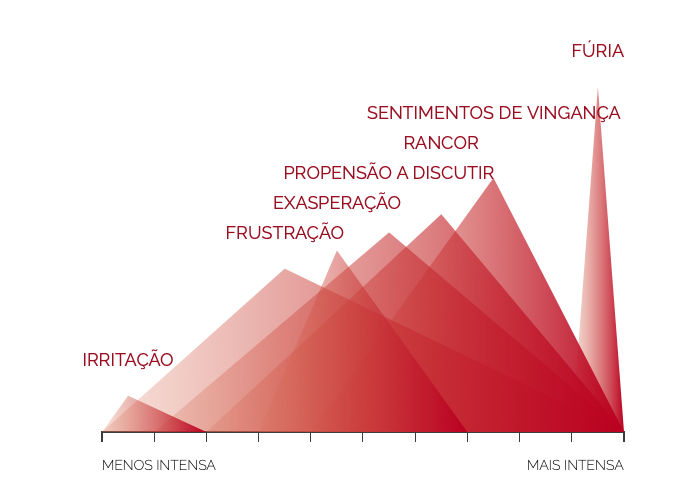 FÚRIA
SENTIMENTOS DE VINGANÇA
RANCOR
PROPENSÃO A DISCUTIR
EXASPERAÇÃO
FRUSTRAÇÃO
IRRITAÇÃO
MENOS INTENSA
MAIS INTENSA